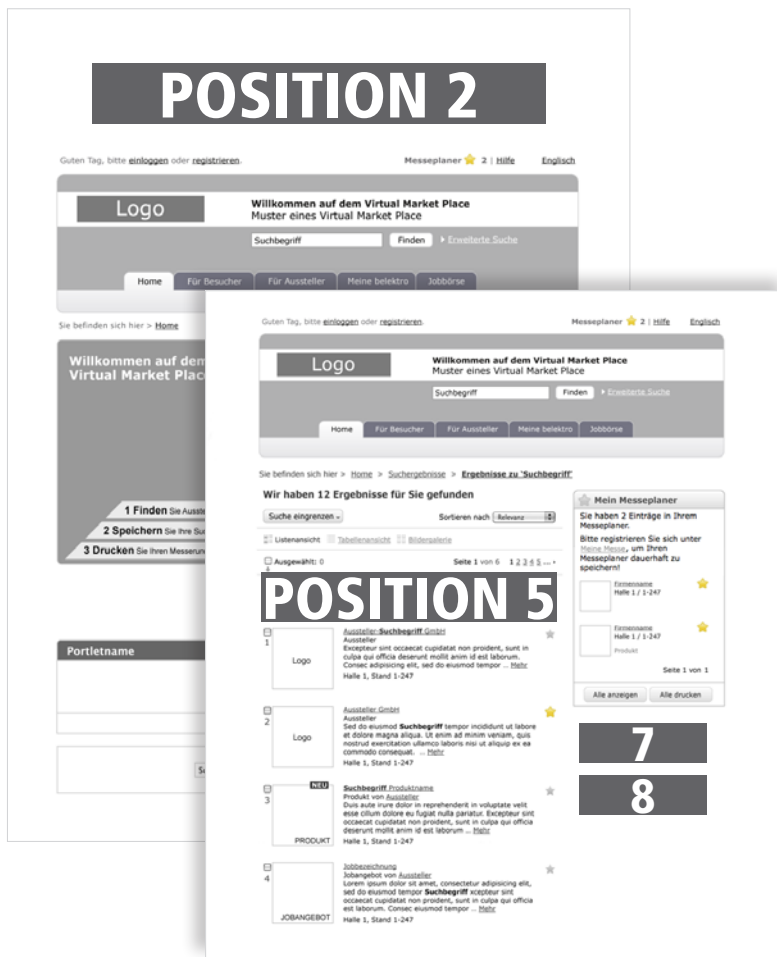 POSITION 2
Guten Tag, bitte einloggen oder registrieren.
Messeplaner 2 | Hilfe Englisch
Logo
Willkommen auf dem Virtual Market Place
Muster eines Virtual Market Place
Suchbegriff Finden Erweiterte Suche
Home Für Besucher Für Aussteller Meine belektro Jobbörse
Sie befinden sich hier > Home
Willkommen auf dem
Virtual Market Plac
1 Finden Sie Ausste
2 Speichern Sie Ihre Su
3 Drucken Sie Ihren Messerun
Portletname
Guten Tag, bitte einloggen oder registrieren.
Messeplaner 2 | Hilfe Englisch
Logo
Willkommen auf dem Virtual Market Place
Muster eines Virtual Market Place
Suchbegriff Finden Erweiterte Suche
Home Für Besucher Für Aussteller Meine belektro Jobbörse
Sie befinden sich hier > Home > Suchergebnisse > Ergebnisse zu 'Suchbegriff'
Wir haben 12 Ergebnisse für Sie gefunden
Suche eingrenzen
Sortieren nach Relevanz
Listenansicht Tabellenansicht Bildergalerie
Ausgewählt: 0 Seite 1 von 6 1 2 3 4 5 ...
POSITION 5
1
Logo
Aussteller-Suchbegriff GmbH
Aussteller
Excepteur sint occaecat cupidatat non proident, sunt in
culpa qui officia deserunt mollit anim id est laborum.
Consec adipisicing elit, sed do eiusmod tempor ... Mehr
Halle 1, Stand 1-247
2
Logo
Aussteller GmbH
Aussteller
Sed do eiusmod Suchbegriff tempor incididunt ut labore
et dolore magna aliqua. Ut enim ad minim veniam, quis
nostrud exercitation ullamco laboris nisi ut aliquip ex ea
commodo consequat. ... Mehr
Halle 1, Stand 1-247
3
NEU
PRODUKT
Suchbegriff Produktname
Produkt von Aussteller
Duis aute irure dolor in reprehenderit in voluptate velit
esse cillum dolore eu fugiat nulla pariatur. Excepteur sint
occaecat cupidatat non proident, sunt in culpa qui officia
deserunt mollit anim id est laborum ... Mehr
Halle 1, Stand 1-247
4
JOBANGEBOT
Jobbezeichnung
Jobangebot von Aussteller
Lorem ipsum dolor sit amet, consectetur adipisicing elit,
sed do eiusmod tempor Suchbegriff xcepteur sint
occaecat cupidatat non proident, sunt in culpa qui officia
est laborum. Consec eiusmod tempor ... Mehr
Halle 1, Stand 1-247
Mein Messeplaner
Sie haben 2 Einträge in Ihrem
Messeplaner.
Bitte registrieren Sie sich unter
Meine Messe, um Ihren
Messeplaner dauerhaft zu
speichern!
Firmenname
Halle 1 / 1-247
Firmenname
Halle 1 / 1-247
Produkt
Seite 1 von 1
Alle anzeigen Alle drucken
7
8